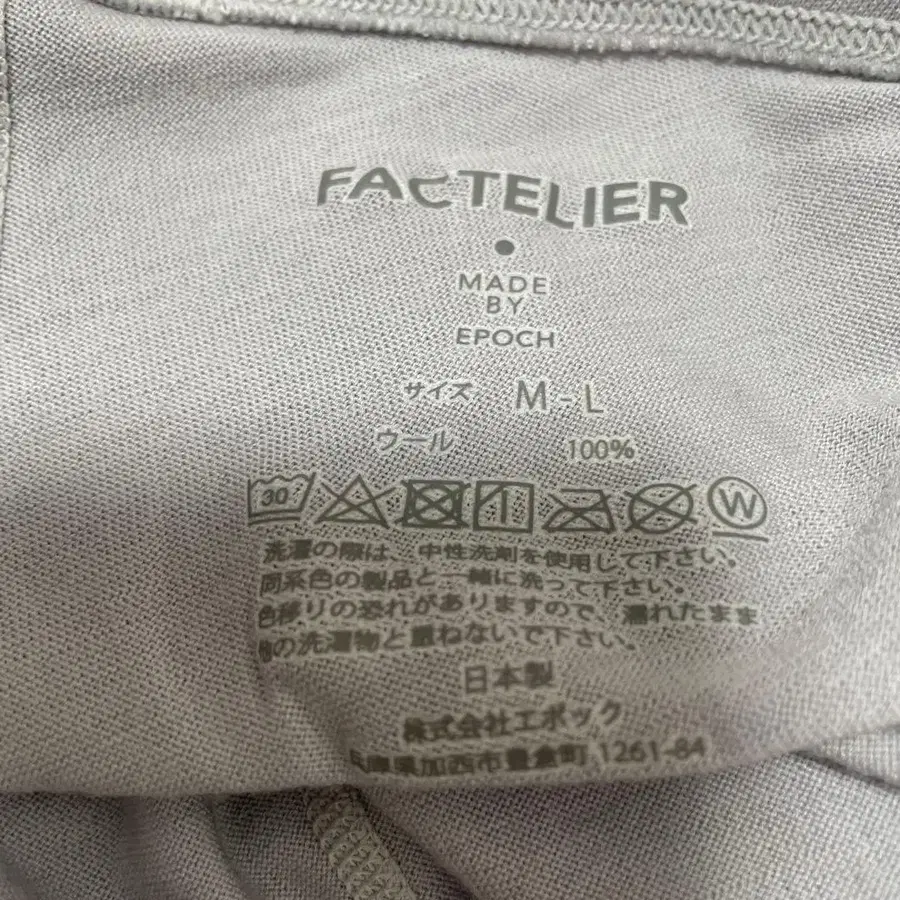 FACTELIER
MADE
BY
EPOCH
サイズ M - L
ウール 100%
30 W
洗濯の際は、中性洗剤を使用して下さい。
同系色の製品と一緒に洗って下さい。
色移りの恐れがありますので、濡れたまま
他の洗濯物と重ねないで下さい。
日本製
株式会社エポック
兵庫県加西市豊倉町 1261-84